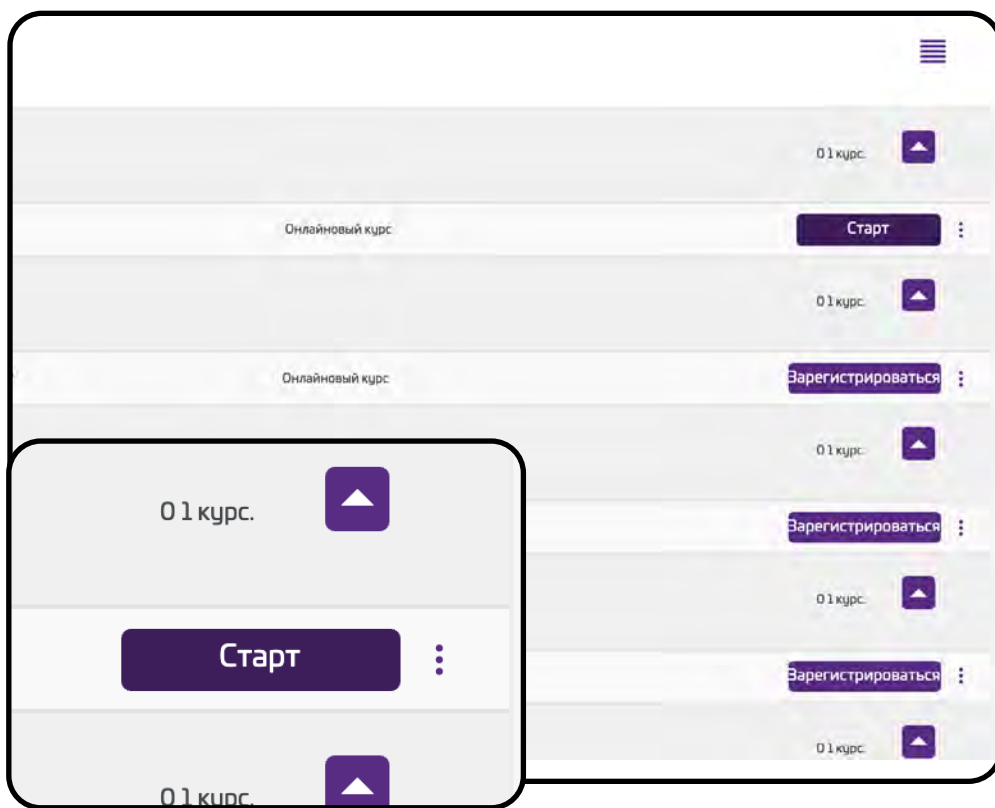 0 1 курс.
Онлайновый курс Старт
0 1 курс.
Онлайновый курс Зарегистрироваться
0 1 курс.
Зарегистрироваться
0 1 курс.
Зарегистрироваться
0 1 курс.
0 1 курс.
Старт
0 1 курс.